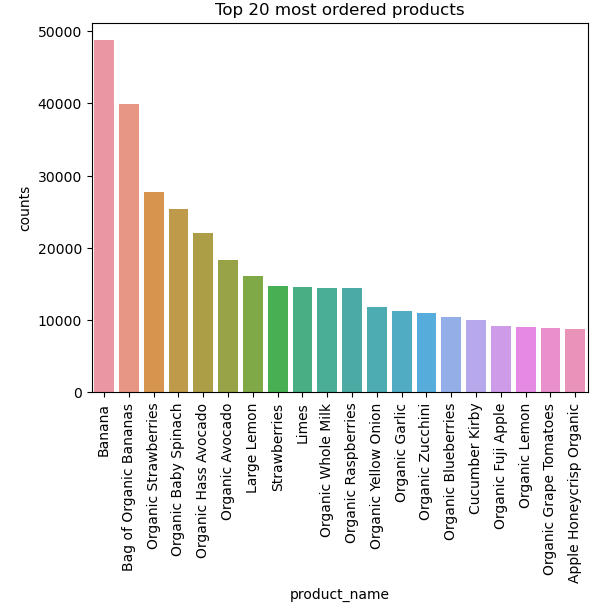 Top 20 most ordered products
50000
40000
30000
20000
10000
0
counts
Banana
Bag of Organic Bananas
Organic Strawberries
Organic Baby Spinach
Organic Hass Avocado
Organic Avocado
Large Lemon
Strawberries
Limes
Organic Whole Milk
Organic Raspberries
Organic Yellow Onion
Organic Garlic
Organic Zucchini
Organic Blueberries
Cucumber Kirby
Organic Fuji Apple
Organic Lemon
Organic Grape Tomatoes
Apple Honeycrisp Organic
product_name